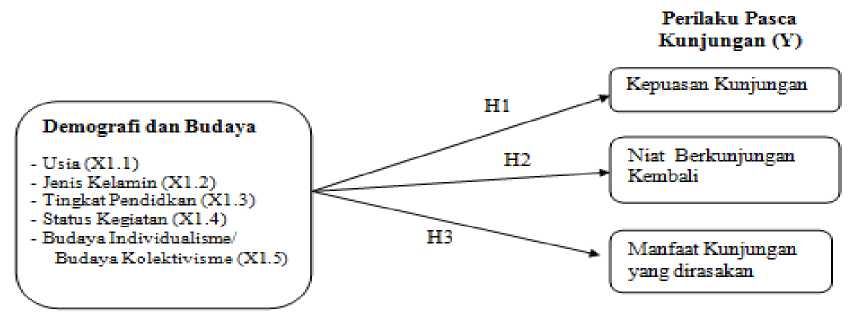 Perilaku Pasca
Kunjungan (Y)
Kepuasan Kunjungan
H1
Demografi dan Budaya
- Usia (X1.1)
- Jenis Kelamin (X1.2)
- Tingkat Pendidkan (X1.3)
- Status Kegiatan (X1.4)
- Budaya Individualisme/
Budaya Kolektivisme (X1.5)
H2
Niat Berkunjungan
Kembali
H3
Manfaat Kunjungan
yang dirasakan